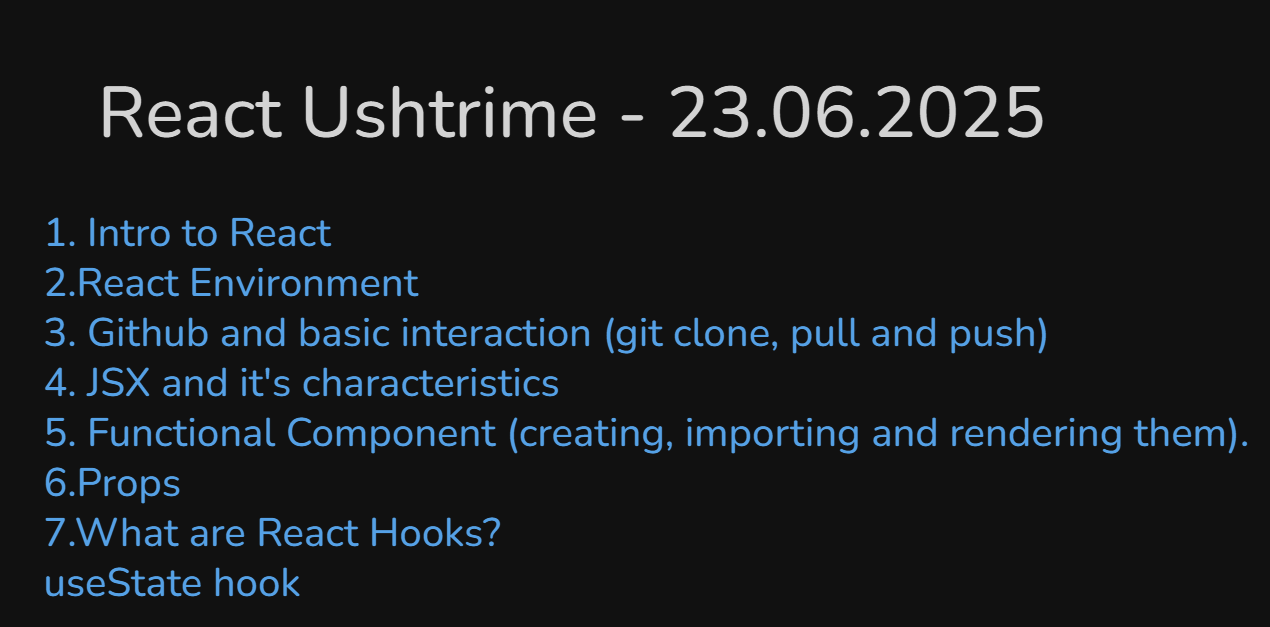 React Ushtrime - 23.06.2025
1. Intro to React
2.React Environment
3. Github and basic interaction (git clone, pull and push)
4. JSX and it's characteristics
5. Functional Component (creating, importing and rendering them).
6.Props
7.What are React Hooks?
useState hook